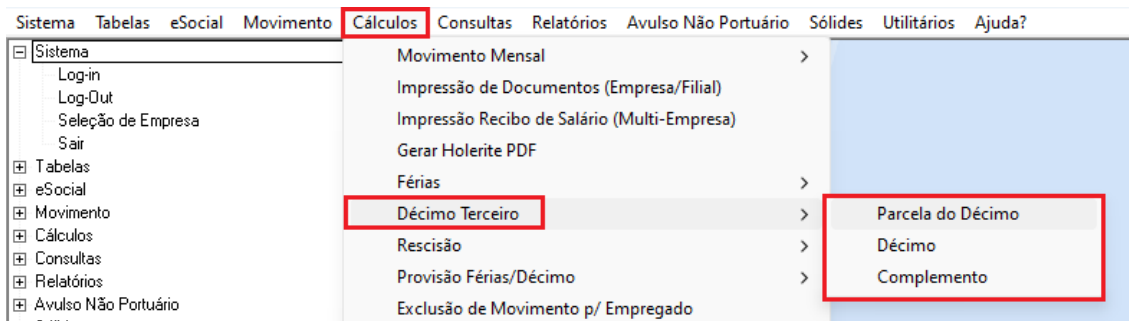 Sistema Tabelas eSocial Movimento Cálculos Consultas Relatórios Avulso Não Portuário Sólides Utilitários Ajuda?
Sistema
Log-in
Log-Out
Seleção de Empresa
Sair
Tabelas
eSocial
Movimento
Cálculos
Consultas
Relatórios
Avulso Não Portuário
Movimento Mensal
Impressão de Documentos (Empresa/Filial)
Impressão Recibo de Salário (Multi-Empresa)
Gerar Holerite PDF
Férias
Décimo Terceiro
Rescisão
Provisão Férias/Décimo
Exclusão de Movimento p/ Empregado
Parcela do Décimo
Décimo
Complemento